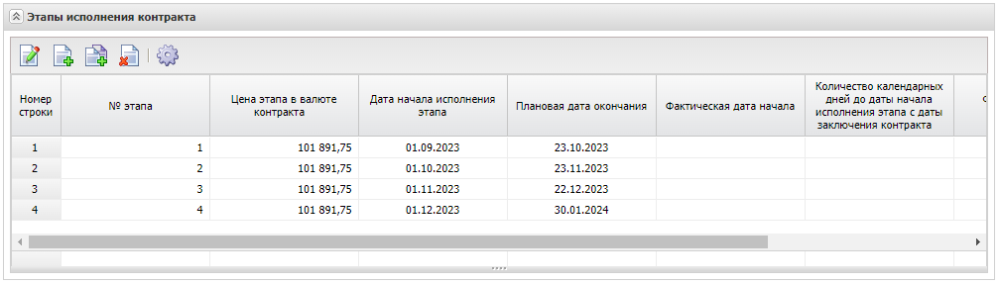 Этапы исполнения контракта
Номер строки
№ этапа
Цена этапа в валюте контракта
Дата начала исполнения этапа
Плановая дата окончания
Фактическая дата начала
Количество календарных дней до даты начала исполнения этапа с даты заключения контракта
1 1 101 891,75 01.09.2023 23.10.2023
2 2 101 891,75 01.10.2023 23.11.2023
3 3 101 891,75 01.11.2023 22.12.2023
4 4 101 891,75 01.12.2023 30.01.2024